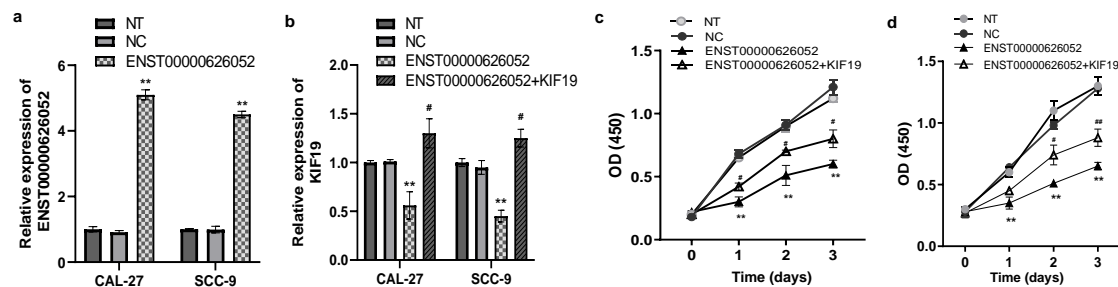 a
NT
NC
ENST00000626052
Relative expression of
ENST00000626052
6
4
2
0
**
**
CAL-27
SCC-9
b
NT
NC
ENST00000626052
ENST00000626052+KIF19
Relative expression of
KIF19
2.0
1.5
1.0
0.5
0.0
**
#
**
#
CAL-27
SCC-9
c
NT
NC
ENST00000626052
ENST00000626052+KIF19
OD (450)
1.5
1.0
0.5
0.0
#
#
#
**
**
**
0
1
2
3
Time (days)
d
NT
NC
ENST00000626052
ENST00000626052+KIF19
OD (450)
1.5
1.0
0.5
0.0
#
##
**
**
**
0
1
2
3
Time (days)